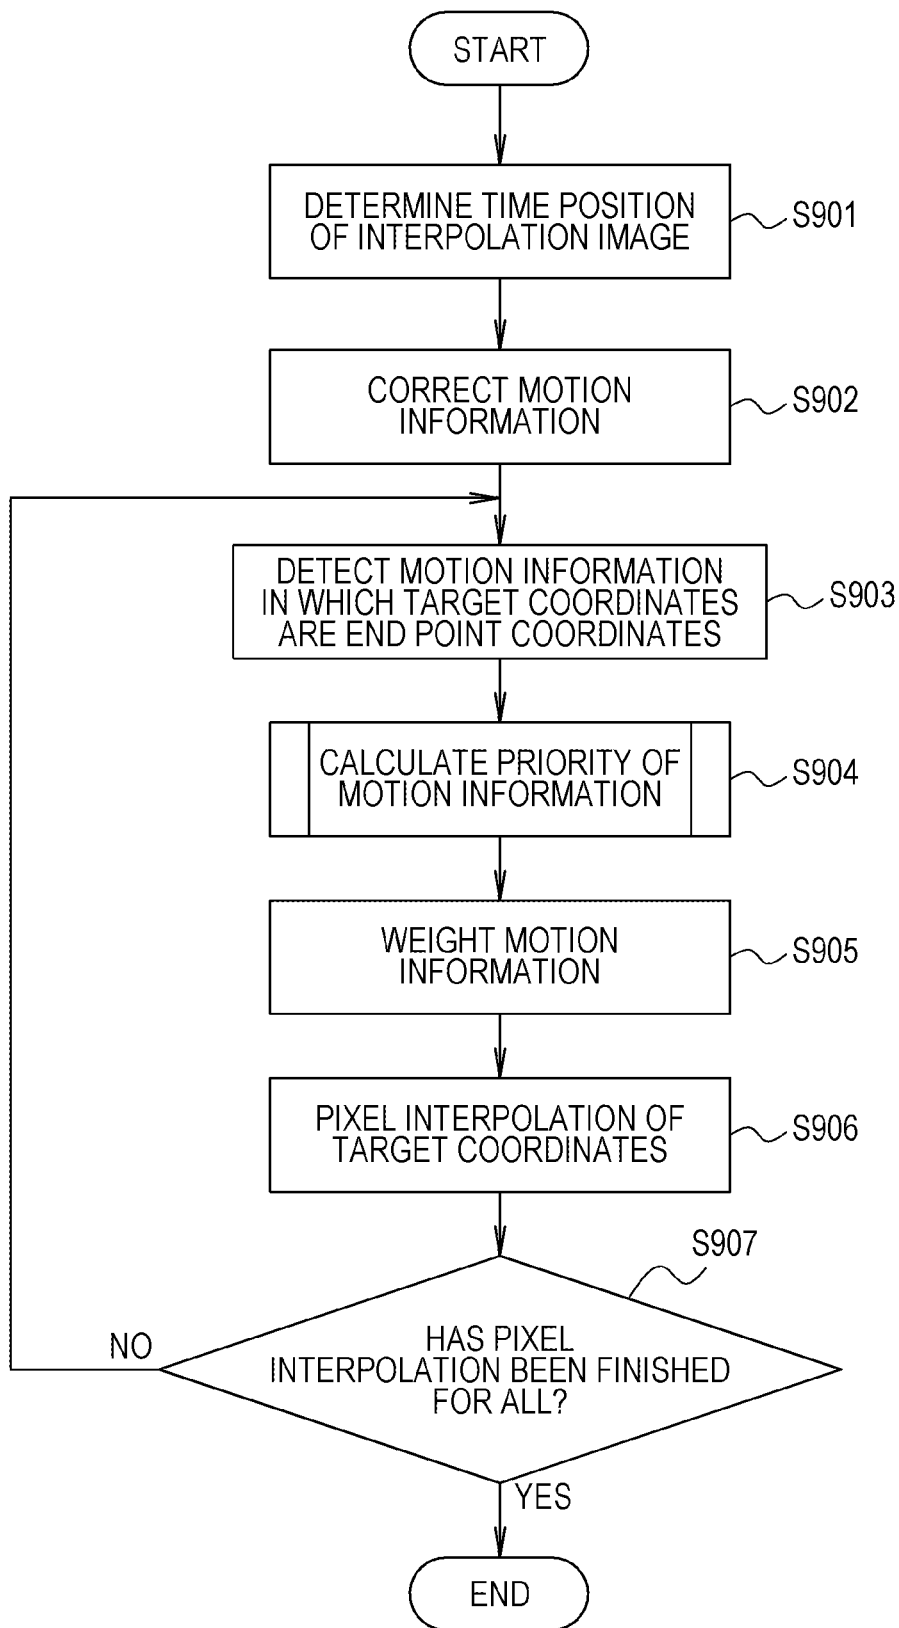 START
DETERMINE TIME POSITION
OF INTERPOLATION IMAGE
S901
CORRECT MOTION
INFORMATION
S902
DETECT MOTION INFORMATION
IN WHICH TARGET COORDINATES
ARE END POINT COORDINATES
S903
CALCULATE PRIORITY OF
MOTION INFORMATION
S904
WEIGHT MOTION
INFORMATION
S905
PIXEL INTERPOLATION OF
TARGET COORDINATES
S906
S907
HAS PIXEL
INTERPOLATION BEEN FINISHED
FOR ALL?
NO
YES
END